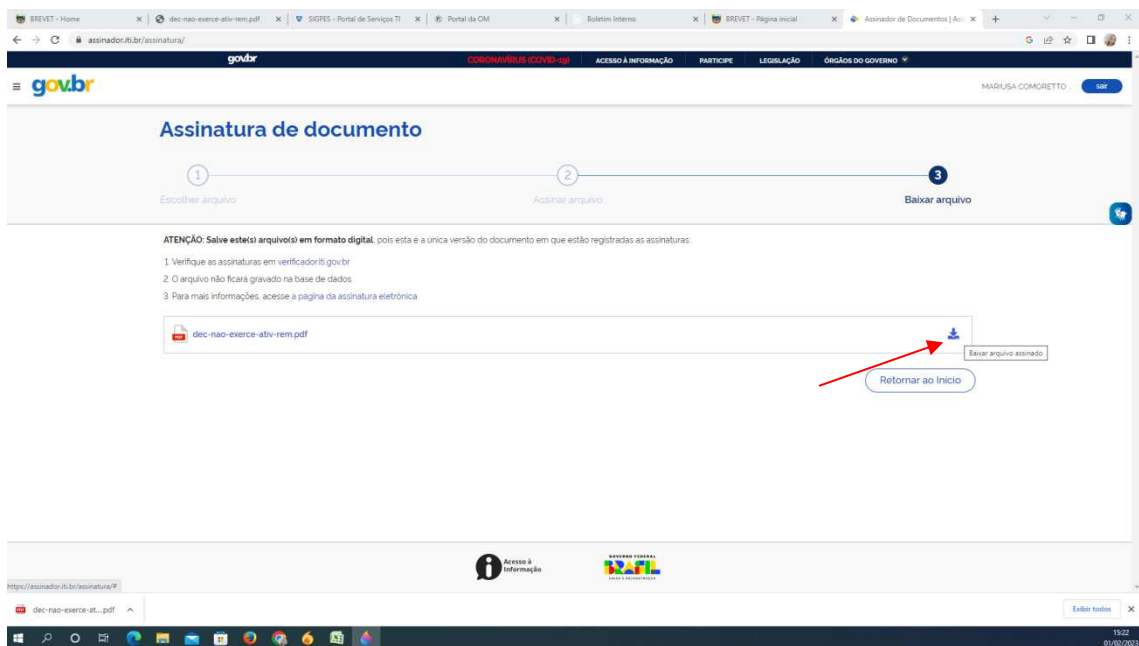 BREVET - Home
dec-nao-exerce-ativ-rem.pdf
SIGPES - Portal de Serviços TI
Portal da OM
Boletim Interno
BREVET - Página inicial
Assinador de Documentos | Ace
assinador.iti.br/assinatura/
gov.br
CORONAVÍRUS (COVID-19)
ACESSO À INFORMAÇÃO
PARTICIPE
LEGISLAÇÃO
ÓRGÃOS DO GOVERNO
gov.br
MARIUSA COMORETTO ..
sair
Assinatura de documento
1
2
3
Escolher arquivo
Assinar arquivo
Baixar arquivo
ATENÇÃO: Salve este(s) arquivo(s) em formato digital, pois esta é a única versão do documento em que estão registradas as assinaturas.
1. Verifique as assinaturas em verificador.iti.gov.br
2. O arquivo não ficará gravado na base de dados.
3. Para mais informações, acesse a página da assinatura eletrônica
PDF
dec-nao-exerce-ativ-rem.pdf
Baixar arquivo assinado
Retornar ao Início
Acesso à
Informação
GOVERNO FEDERAL
BRASIL
UNIÃO E RECONSTRUÇÃO
https://assinador.iti.br/assinatura/#
dec-nao-exerce-at....pdf
Exibir todos
15:22
01/02/2023